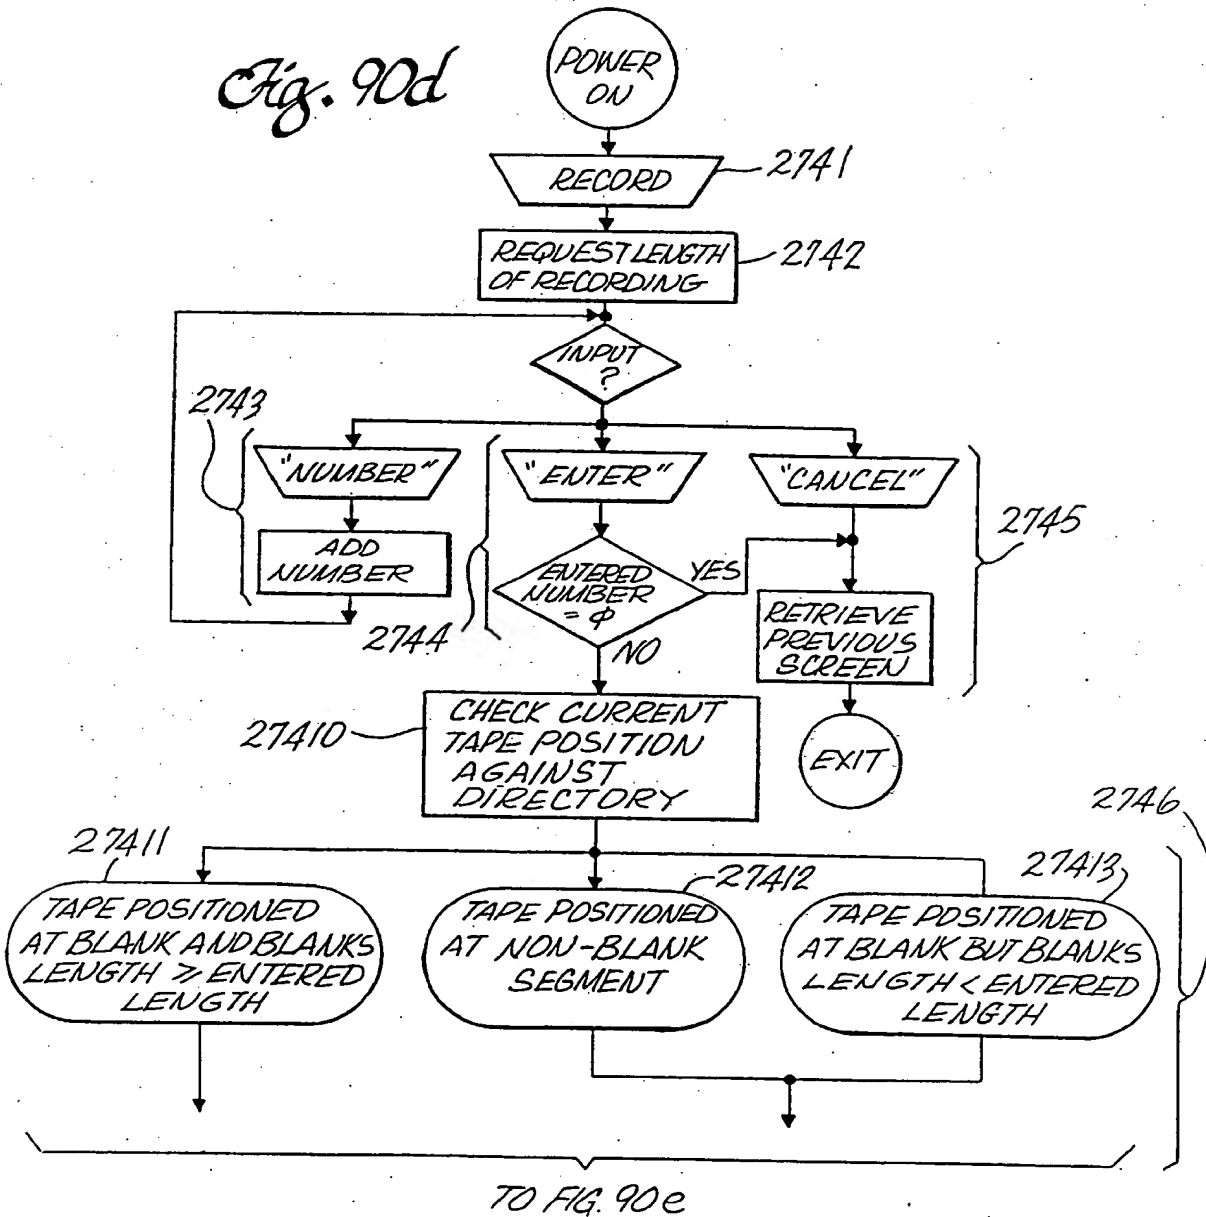 Fig. 90d
POWER
ON
RECORD
2741
REQUEST LENGTH
OF RECORDING
2742
INPUT
?
2743
"NUMBER"
"ENTER"
"CANCEL"
2745
ADD
NUMBER
ENTERED
NUMBER
= φ
YES
2744
NO
RETRIEVE
PREVIOUS
SCREEN
27410
CHECK CURRENT
TAPE POSITION
AGAINST
DIRECTORY
EXIT
2746
27411
27412
27413
TAPE POSITIONED
AT BLANK AND BLANKS
LENGTH ≥ ENTERED
LENGTH
TAPE POSITIONED
AT NON-BLANK
SEGMENT
TAPE POSITIONED
AT BLANK BUT BLANKS
LENGTH < ENTERED
LENGTH
TO FIG. 90e